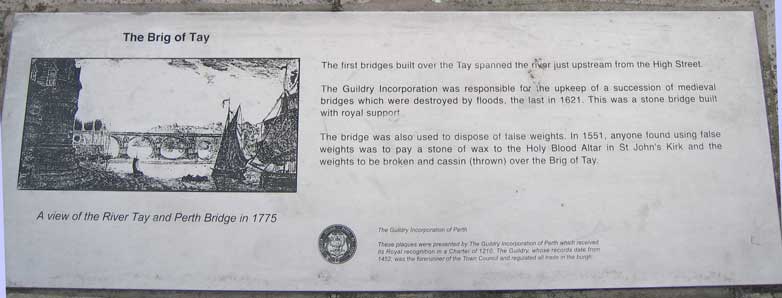 The Brig of Tay
The first bridges built over the Tay spanned the river just upstream from the High Street.
The Guildry Incorporation was responsible for the upkeep of a succession of medieval
bridges which were destroyed by floods, the last in 1621. This was a stone bridge built
with royal support.
The bridge was also used to dispose of false weights. In 1551, anyone found using false
weights was to pay a stone of wax to the Holy Blood Altar in St John's Kirk and the
weights to be broken and cassin (thrown) over the Brig of Tay.
A view of the River Tay and Perth Bridge in 1775
The Guildry Incorporation of Perth
These plaques were presented by The Guildry Incorporation of Perth which received
its Royal recognition in a Charter of 1210. The Guildry, whose records date from
1452, was the forerunner of the Town Council and regulated all trade in the burgh.